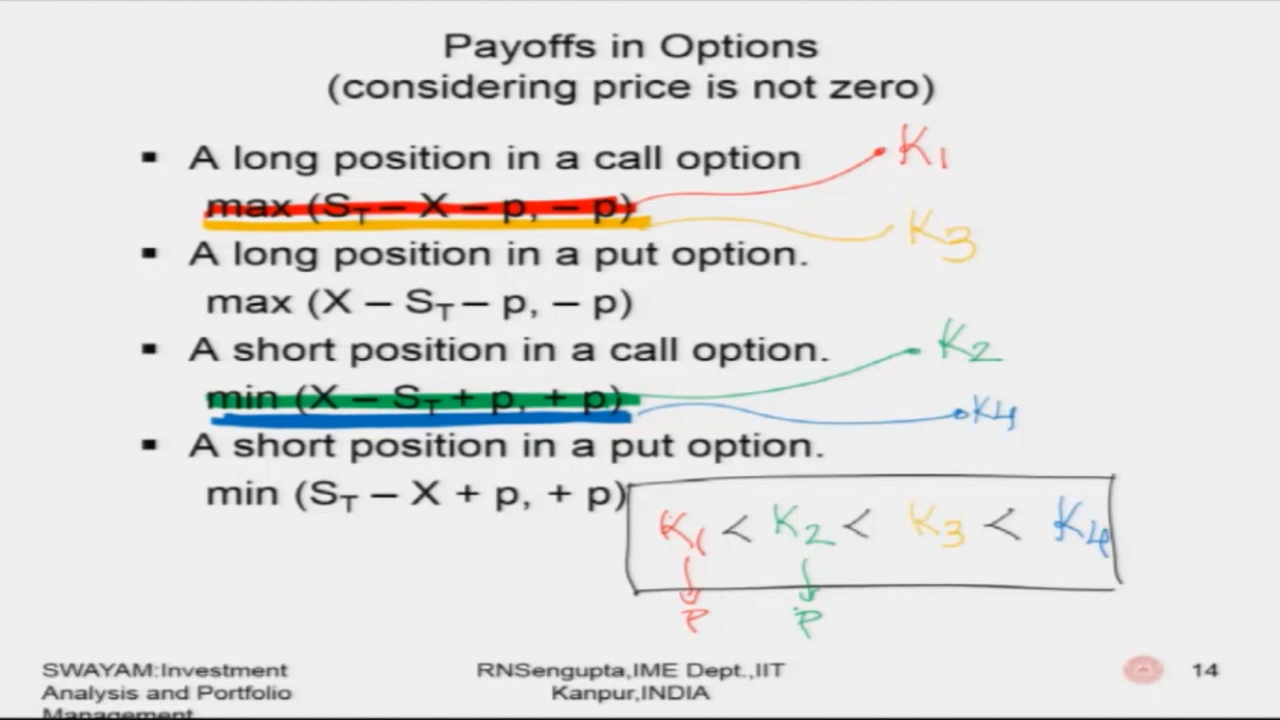 Payoffs in Options
(considering price is not zero)
▪ A long position in a call option
K1
max (ST – X – p, – p)
K3
▪ A long position in a put option.
max (X – ST – p, – p)
▪ A short position in a call option.
K2
min (X – ST + p, + p)
K4
▪ A short position in a put option.
min (ST – X + p, + p)
K1 < K2 < K3 < K4
P P
SWAYAM:Investment
Analysis and Portfolio
Management
RNSengupta,IME Dept.,IIT
Kanpur,INDIA
14